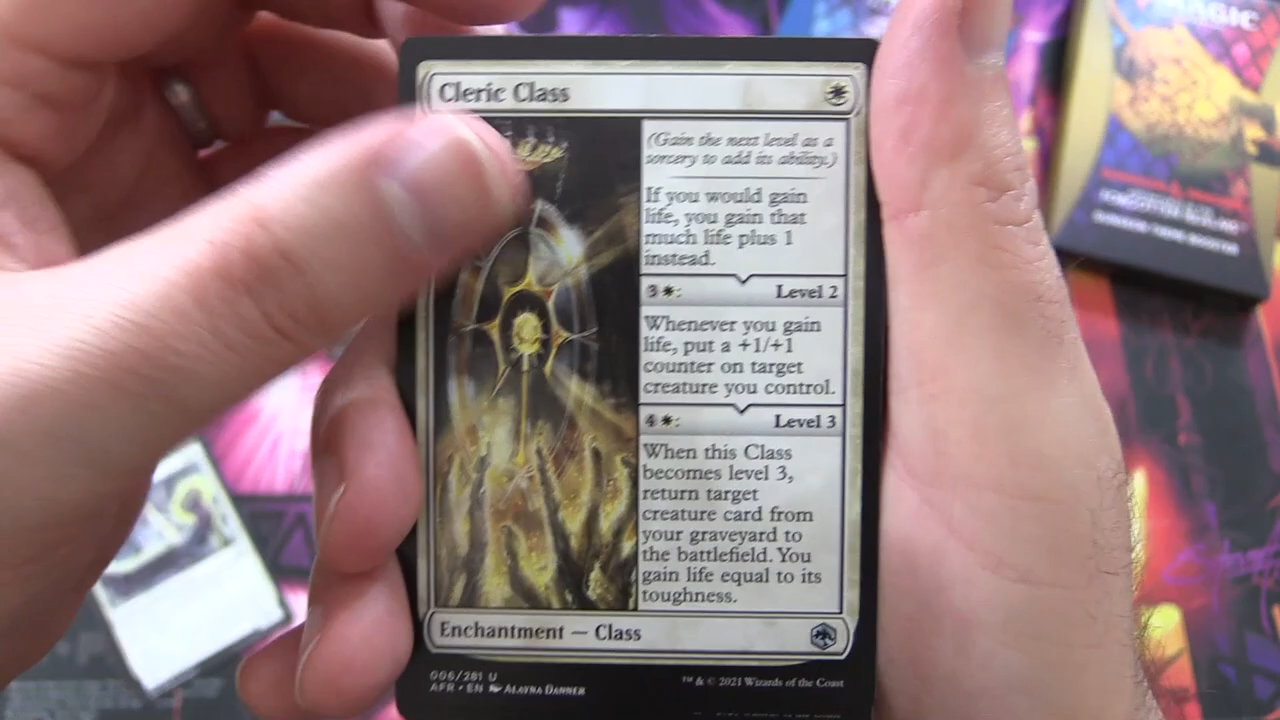 Cleric Class
(Gain the next level as a
sorcery to add its ability.)
If you would gain
life, you gain that
much life plus 1
instead.
3 : Level 2
Whenever you gain
life, put a +1/+1
counter on target
creature you control.
4 : Level 3
When this Class
becomes level 3,
return target
creature card from
your graveyard to
the battlefield. You
gain life equal to its
toughness.
Enchantment — Class
006/281 U
AFR • EN Alayna Danner
™ & © 2021 Wizards of the Coast
MAGIC
FORGOTTEN REALMS